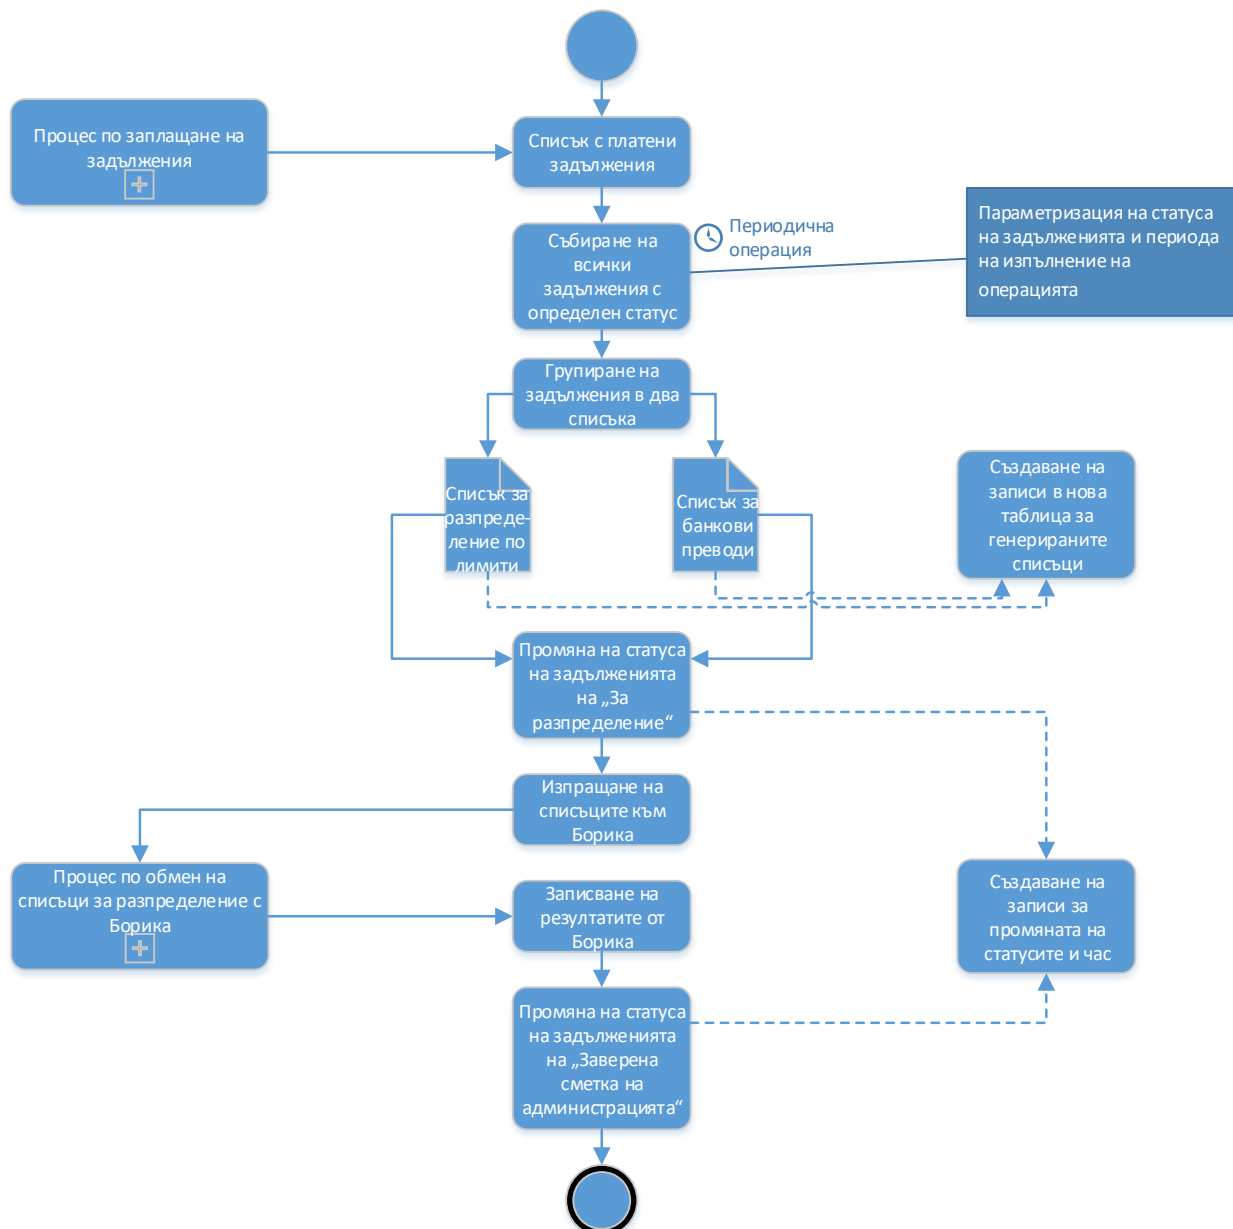 Процес по заплащане на
задължения
Списък с платени
задължения
Събиране на
всички
задължения с
определен статус
Периодична
операция
Параметризация на статуса
на задълженията и периода
на изпълнение на
операцията
Групиране на
задължения в два
списъка
Списък за
разпреде-
ление по
лимити
Списък за
банкови
преводи
Създаване на
записи в нова
таблица за
генерираните
списъци
Промяна на статуса
на задълженията
на „За
разпределение“
Изпращане на
списъците към
Борика
Процес по обмен на
списъци за разпределение с
Борика
Записване на
резултатите от
Борика
Създаване на
записи за
промяната на
статусите и час
Промяна на статуса
на задълженията
на „Заверена
сметка на
администрацията“